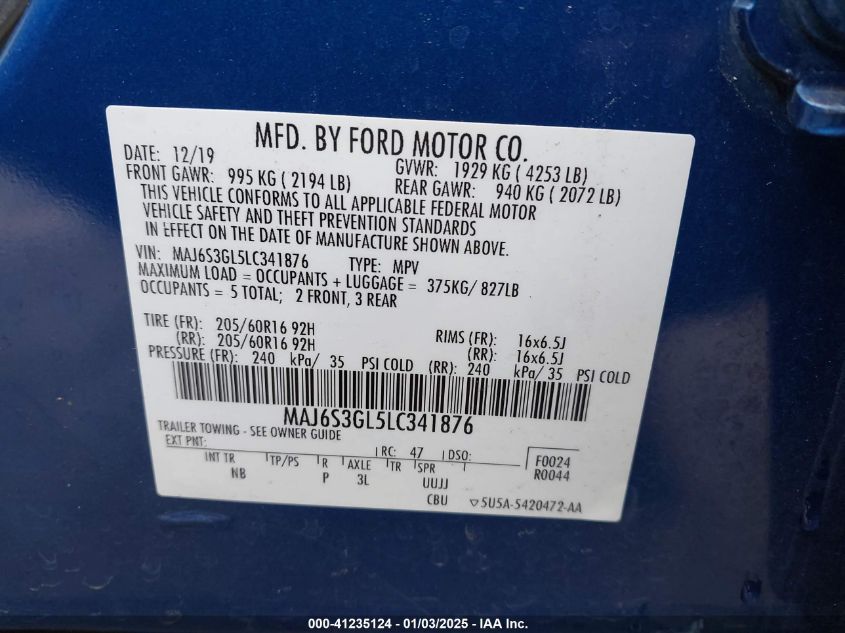 MFD. BY FORD MOTOR CO.
DATE: 12/19
GVWR: 1929 KG ( 4253 LB)
FRONT GAWR: 995 KG ( 2194 LB)
REAR GAWR: 940 KG ( 2072 LB)
THIS VEHICLE CONFORMS TO ALL APPLICABLE FEDERAL MOTOR
VEHICLE SAFETY AND THEFT PREVENTION STANDARDS
IN EFFECT ON THE DATE OF MANUFACTURE SHOWN ABOVE.
VIN: MAJ6S3GL5LC341876 TYPE: MPV
MAXIMUM LOAD = OCCUPANTS + LUGGAGE = 375KG/ 827LB
OCCUPANTS = 5 TOTAL; 2 FRONT, 3 REAR
TIRE (FR): 205/60R16 92H RIMS (FR): 16x6.5J
(RR): 205/60R16 92H (RR): 16x6.5J
PRESSURE (FR): 240 kPa/ 35 PSI COLD (RR): 240 kPa/ 35 PSI COLD
MAJ6S3GL5LC341876
TRAILER TOWING - SEE OWNER GUIDE
EXT PNT: RC: 47 DSO: F0024
R0044
INT TR TP/PS R AXLE TR SPR
NB P 3L UUJJ
CBU 5U5A-5420472-AA
000-41235124 - 01/03/2025 - IAA Inc.